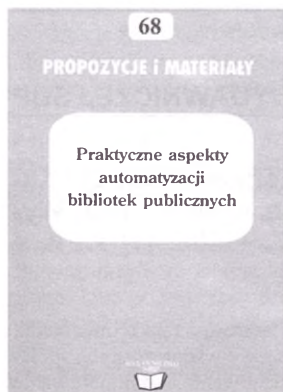 68
PROPOZYCJE i MATERIAŁY
Praktyczne aspekty
automatyzacji
bibliotek publicznych